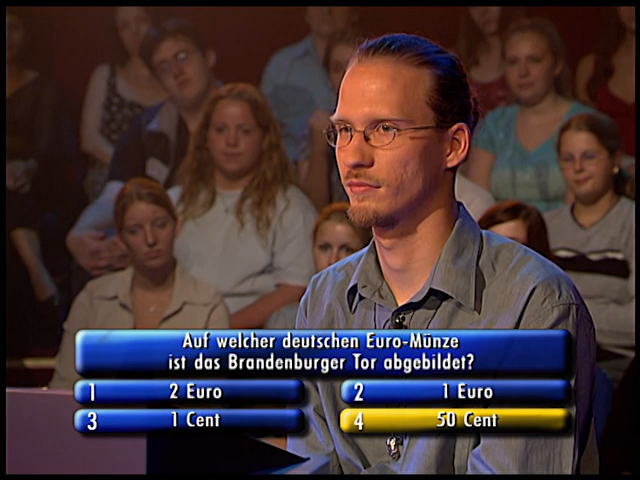 Auf welcher deutschen Euro-Münze
ist das Brandenburger Tor abgebildet?
1 2 Euro
2 1 Euro
3 1 Cent
4 50 Cent